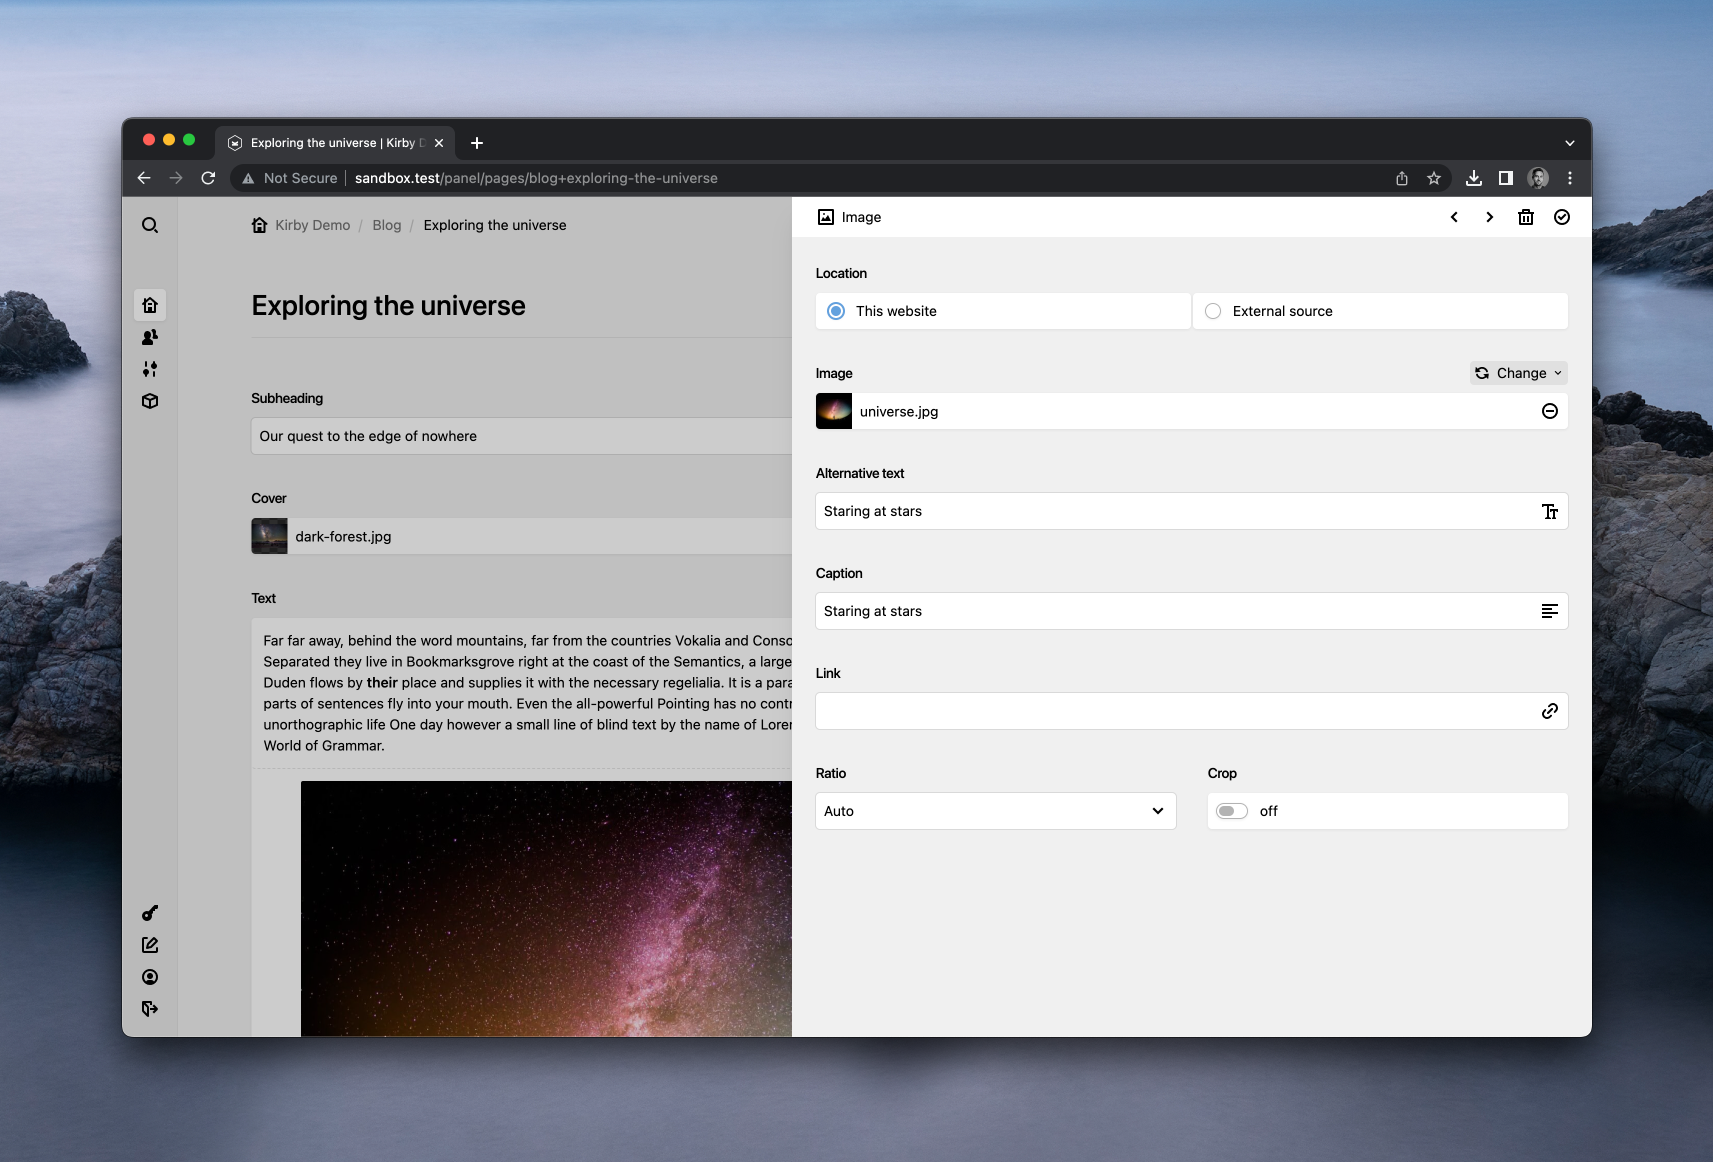 Exploring the universe | Kirby D
Not Secure
sandbox.test/panel/pages/blog+exploring-the-universe
Kirby Demo / Blog / Exploring the universe
Exploring the universe
Subheading
Our quest to the edge of nowhere
Cover
dark-forest.jpg
Text
Far far away, behind the word mountains, far from the countries Vokalia and Conso
Separated they live in Bookmarksgrove right at the coast of the Semantics, a large
Duden flows by their place and supplies it with the necessary regelialia. It is a para
parts of sentences fly into your mouth. Even the all-powerful Pointing has no contr
unorthographic life One day however a small line of blind text by the name of Lorem
World of Grammar.
Image
Location
This website
External source
Image
Change
universe.jpg
Alternative text
Staring at stars
Caption
Staring at stars
Link
Ratio
Auto
Crop
off